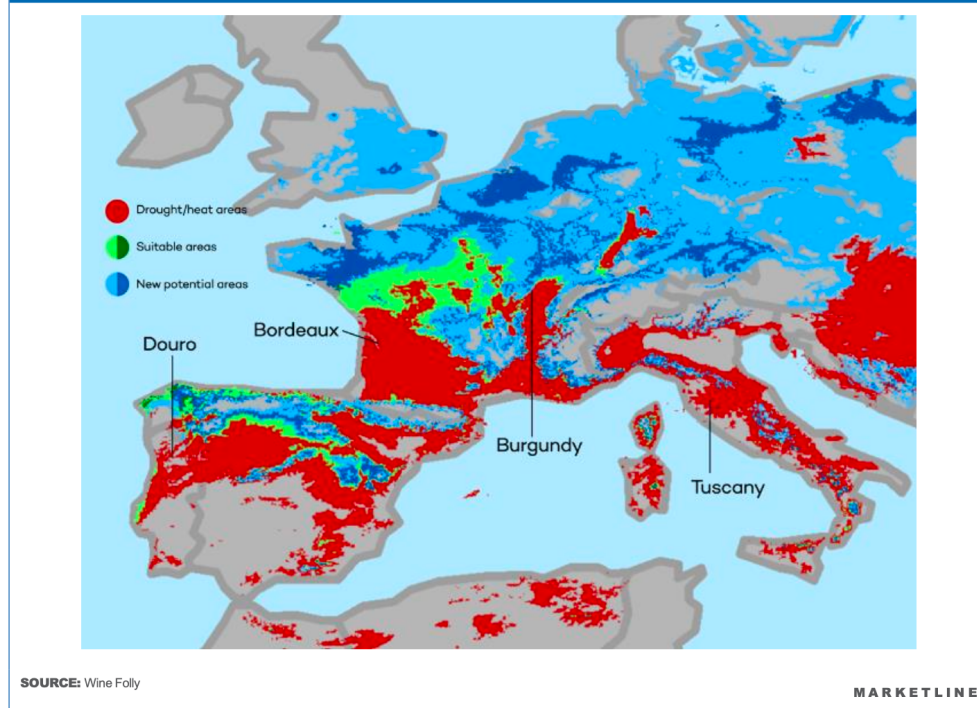 Drought/heat areas
Suitable areas
New potential areas
Bordeaux
Douro
Burgundy
Tuscany
SOURCE: Wine Folly
MARKETLINE